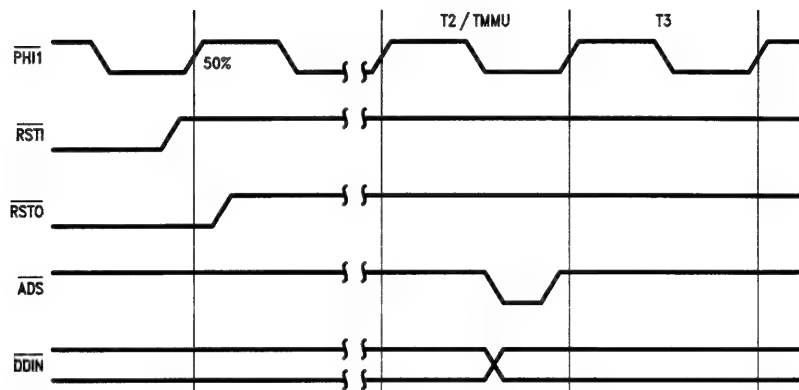 T2 / TMMU
T3
PHI1
50%
RSTI
RSTO
ADS
DDIN